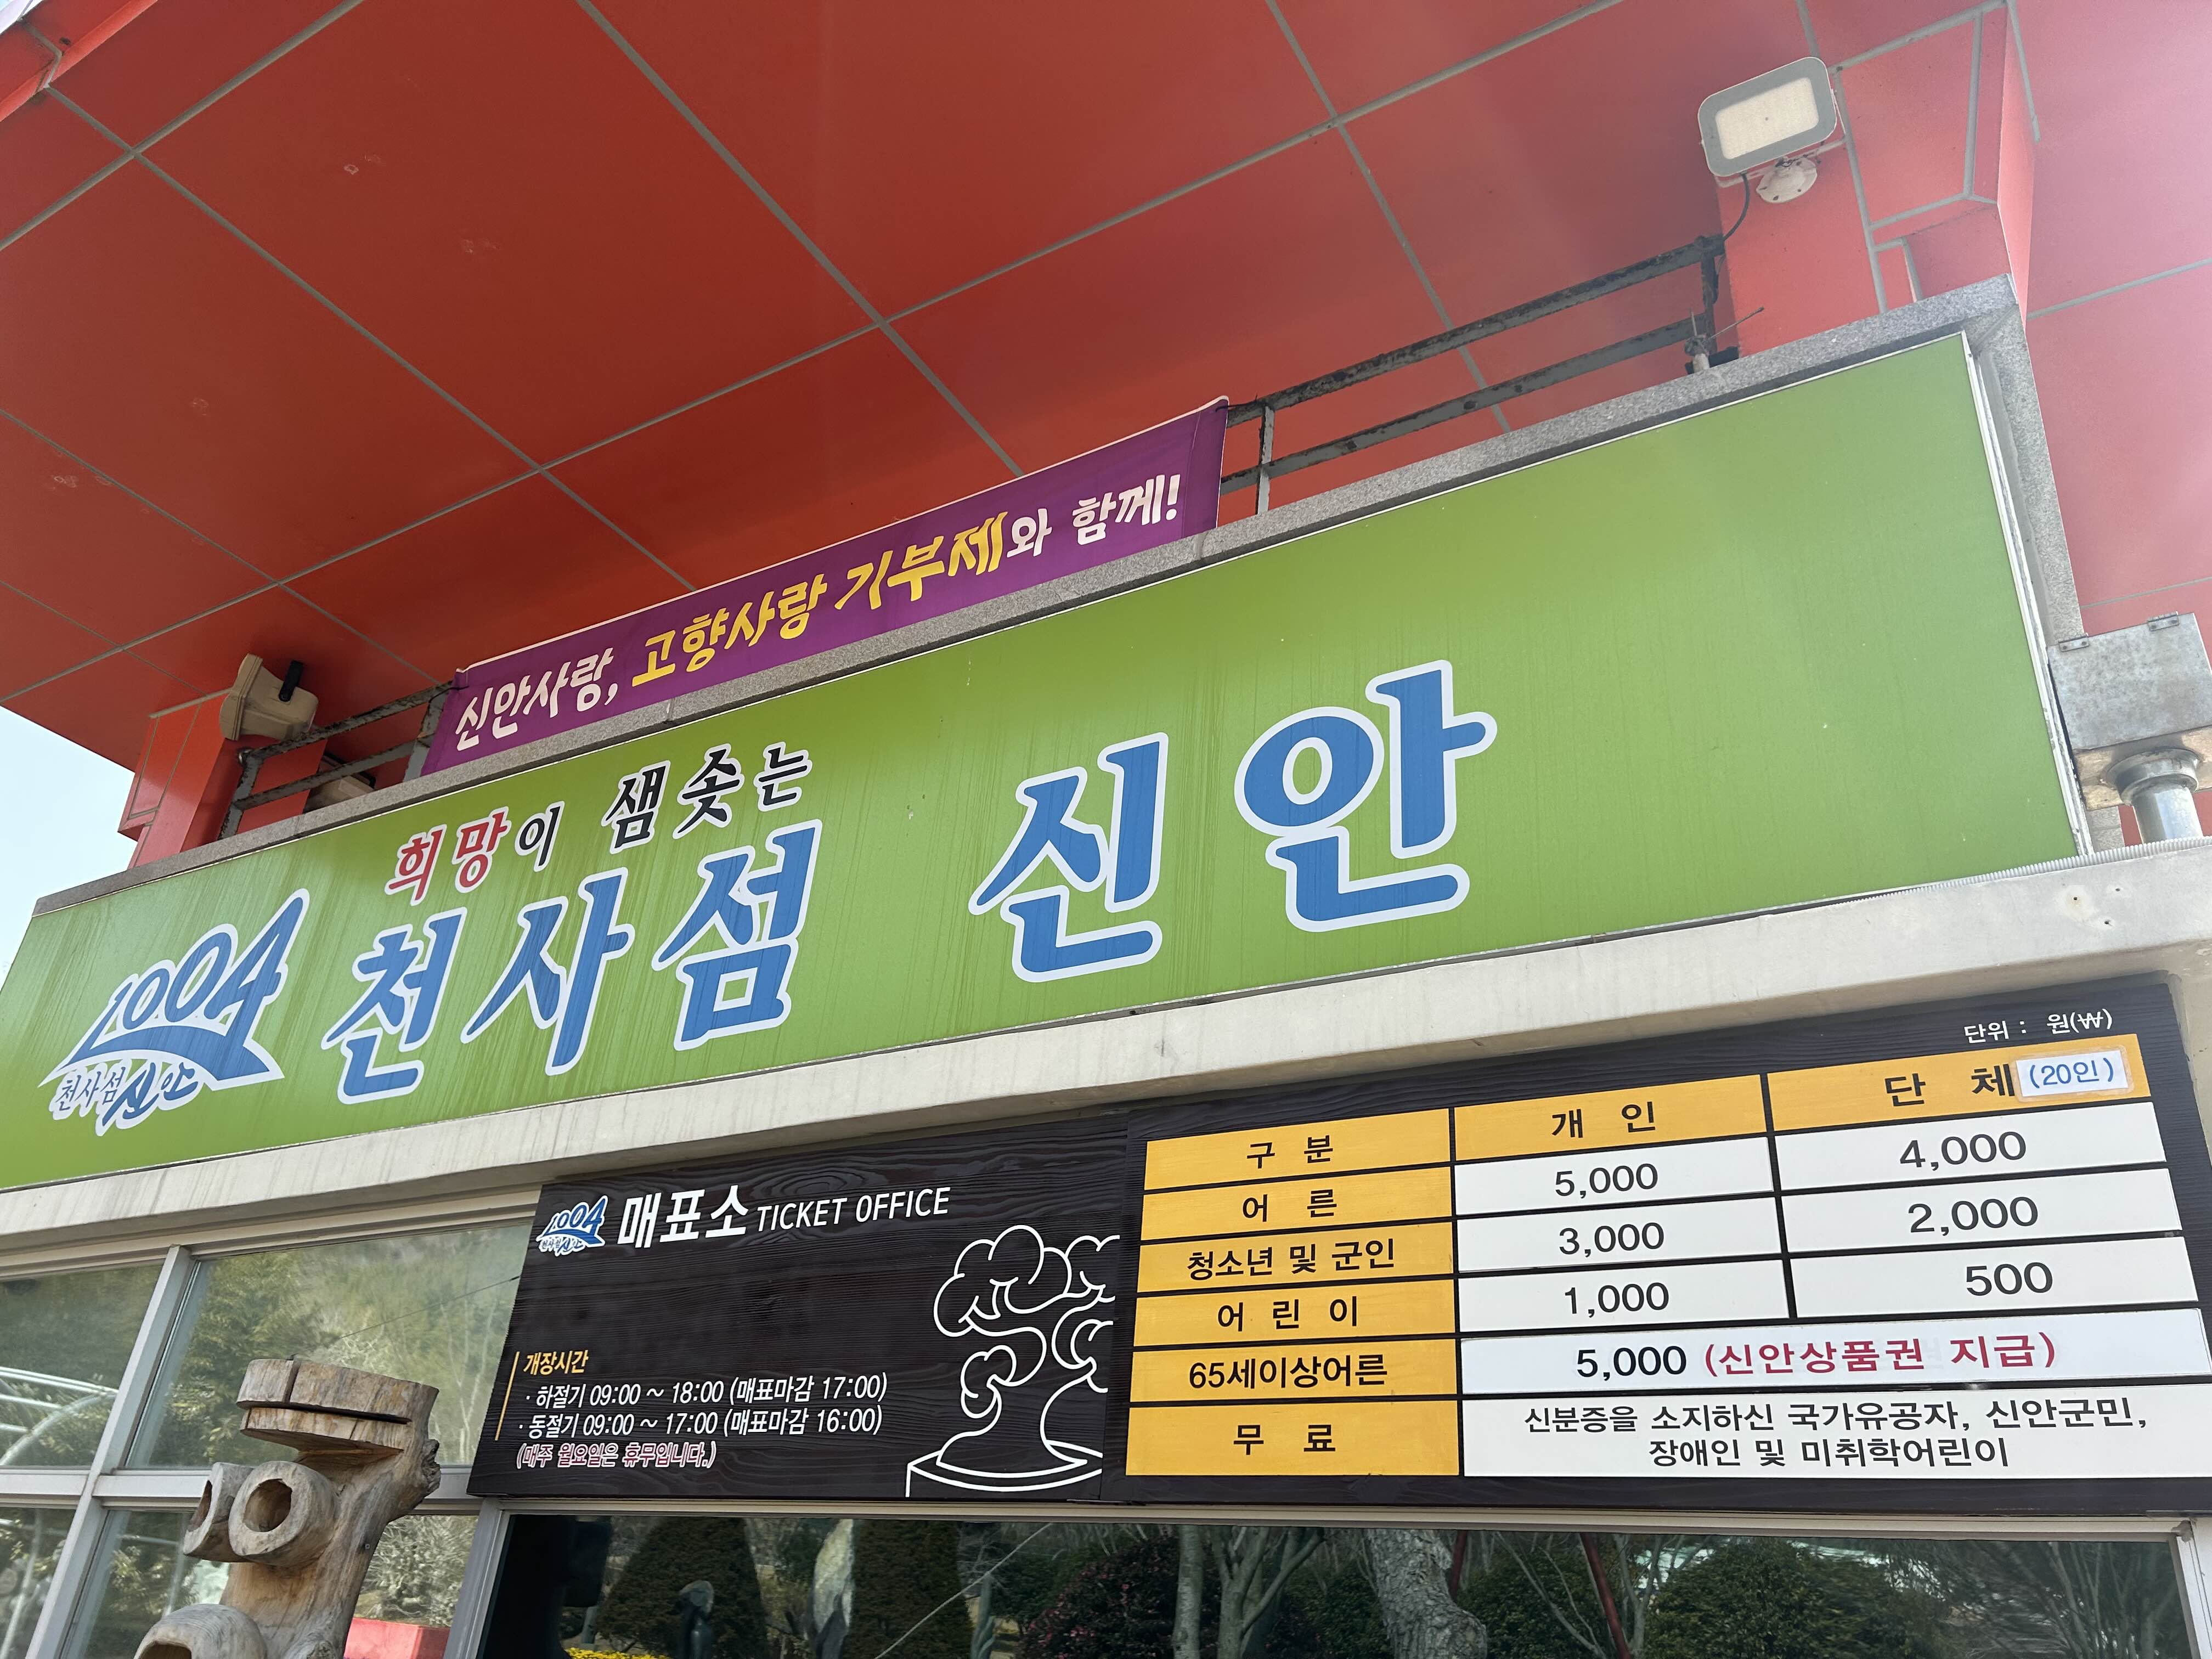 신안사랑, 고향사랑 기부제와 함께!
희망이 샘솟는
1004 천사섬 신안
천사섬 신안
단위 : 원(₩)
1004 매표소 TICKET OFFICE
천사섬 신안
개장시간
· 하절기 09:00 ~ 18:00 (매표마감 17:00)
· 동절기 09:00 ~ 17:00 (매표마감 16:00)
(매주 월요일은 휴무입니다.)
구 분 개 인 단 체 (20인)
어 른 5,000 4,000
청소년 및 군인 3,000 2,000
어 린 이 1,000 500
65세이상어른 5,000 (신안상품권 지급)
무 료 신분증을 소지하신 국가유공자, 신안군민,
장애인 및 미취학어린이